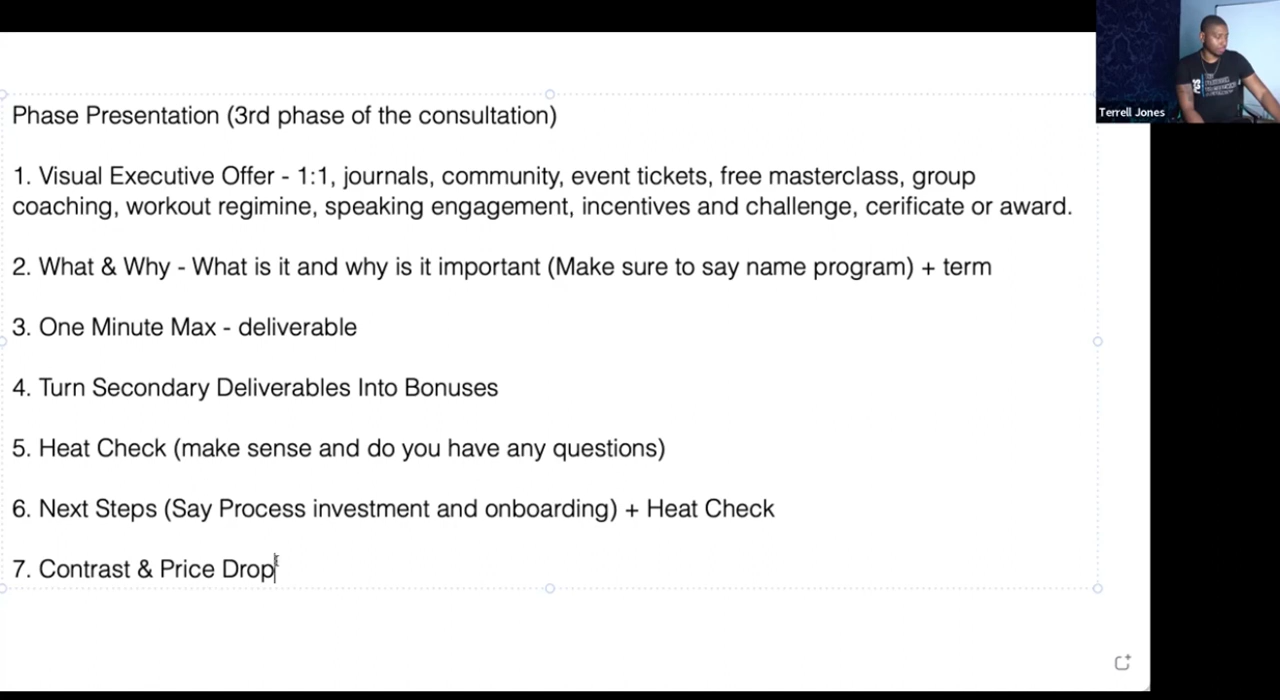 Phase Presentation (3rd phase of the consultation)
1. Visual Executive Offer - 1:1, journals, community, event tickets, free masterclass, group
coaching, workout regimine, speaking engagement, incentives and challenge, cerificate or award.
2. What & Why - What is it and why is it important (Make sure to say name program) + term
3. One Minute Max - deliverable
4. Turn Secondary Deliverables Into Bonuses
5. Heat Check (make sense and do you have any questions)
6. Next Steps (Say Process investment and onboarding) + Heat Check
7. Contrast & Price Drop
Terrell Jones